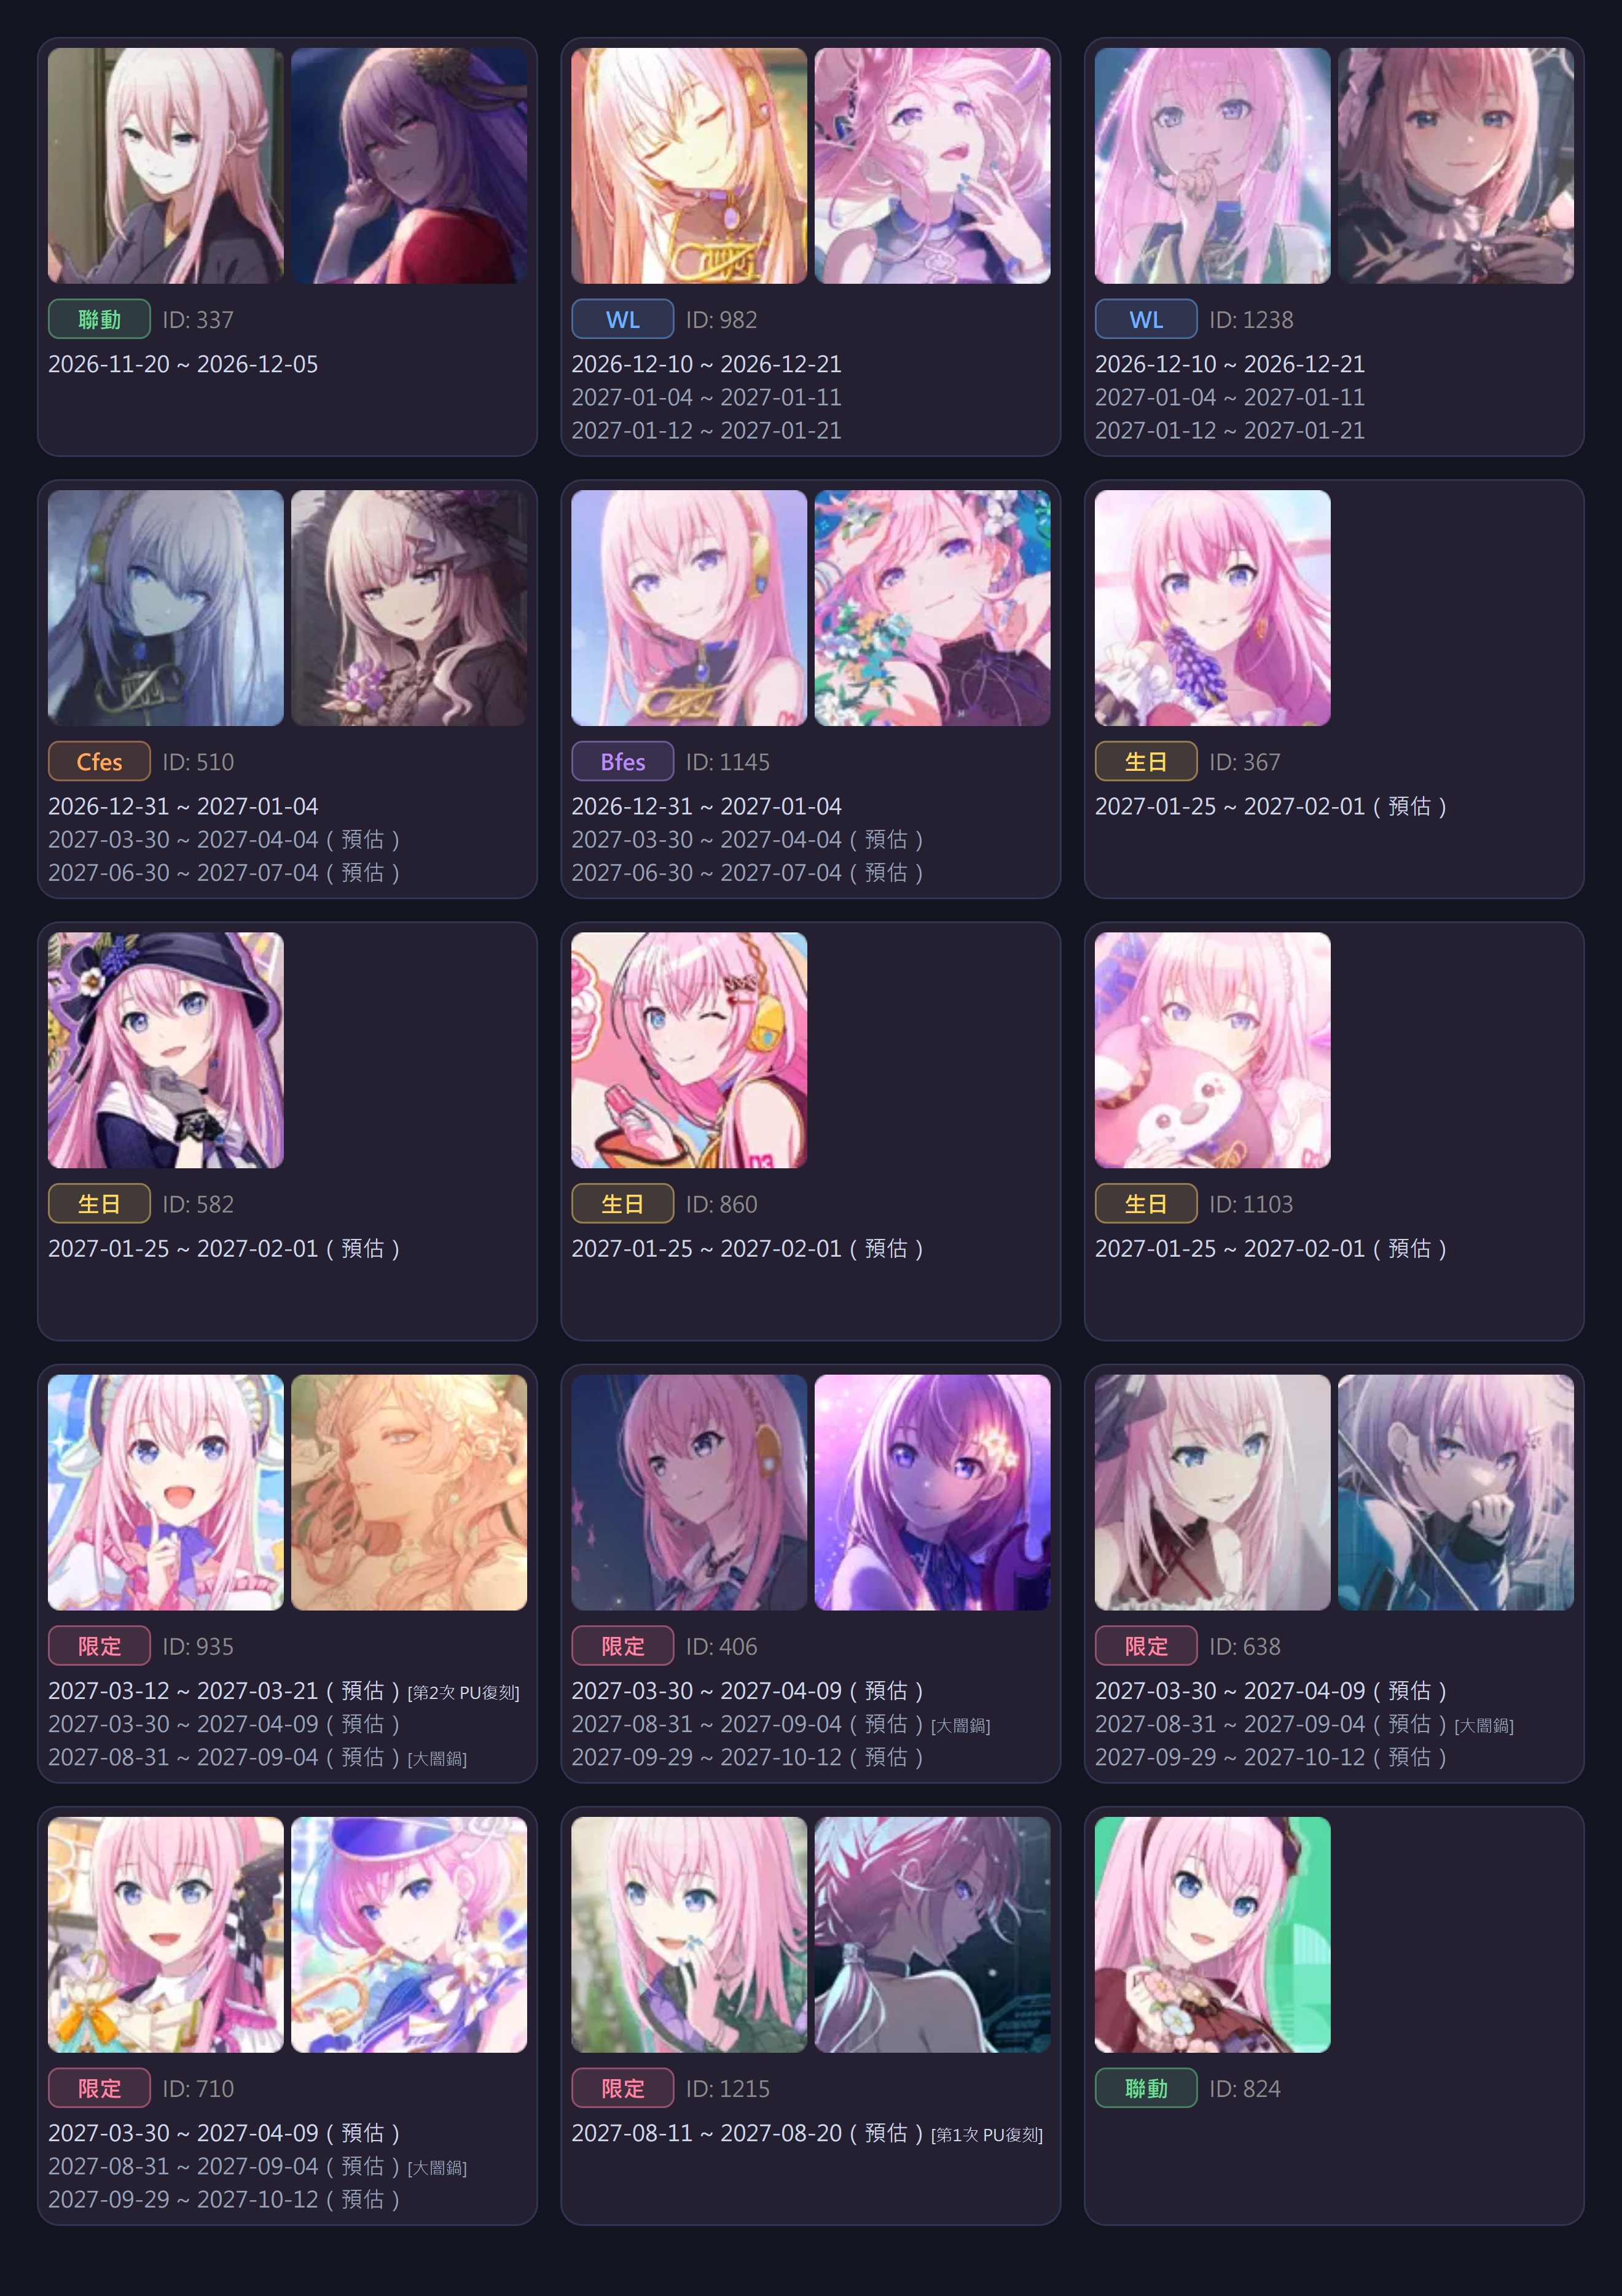 聯動 ID: 337
2026-11-20 ~ 2026-12-05
WL ID: 982
2026-12-10 ~ 2026-12-21
2027-01-04 ~ 2027-01-11
2027-01-12 ~ 2027-01-21
WL ID: 1238
2026-12-10 ~ 2026-12-21
2027-01-04 ~ 2027-01-11
2027-01-12 ~ 2027-01-21
Cfes ID: 510
2026-12-31 ~ 2027-01-04
2027-03-30 ~ 2027-04-04 ( 預估 )
2027-06-30 ~ 2027-07-04 ( 預估 )
Bfes ID: 1145
2026-12-31 ~ 2027-01-04
2027-03-30 ~ 2027-04-04 ( 預估 )
2027-06-30 ~ 2027-07-04 ( 預估 )
生日 ID: 367
2027-01-25 ~ 2027-02-01 ( 預估 )
生日 ID: 582
2027-01-25 ~ 2027-02-01 ( 預估 )
生日 ID: 860
2027-01-25 ~ 2027-02-01 ( 預估 )
生日 ID: 1103
2027-01-25 ~ 2027-02-01 ( 預估 )
限定 ID: 935
2027-03-12 ~ 2027-03-21 ( 預估 ) [第2次 PU復刻]
2027-03-30 ~ 2027-04-09 ( 預估 )
2027-08-31 ~ 2027-09-04 ( 預估 ) [大闇鍋]
限定 ID: 406
2027-03-30 ~ 2027-04-09 ( 預估 )
2027-08-31 ~ 2027-09-04 ( 預估 ) [大闇鍋]
2027-09-29 ~ 2027-10-12 ( 預估 )
限定 ID: 638
2027-03-30 ~ 2027-04-09 ( 預估 )
2027-08-31 ~ 2027-09-04 ( 預估 ) [大闇鍋]
2027-09-29 ~ 2027-10-12 ( 預估 )
限定 ID: 710
2027-03-30 ~ 2027-04-09 ( 預估 )
2027-08-31 ~ 2027-09-04 ( 預估 ) [大闇鍋]
2027-09-29 ~ 2027-10-12 ( 預估 )
限定 ID: 1215
2027-08-11 ~ 2027-08-20 ( 預估 ) [第1次 PU復刻]
聯動 ID: 824